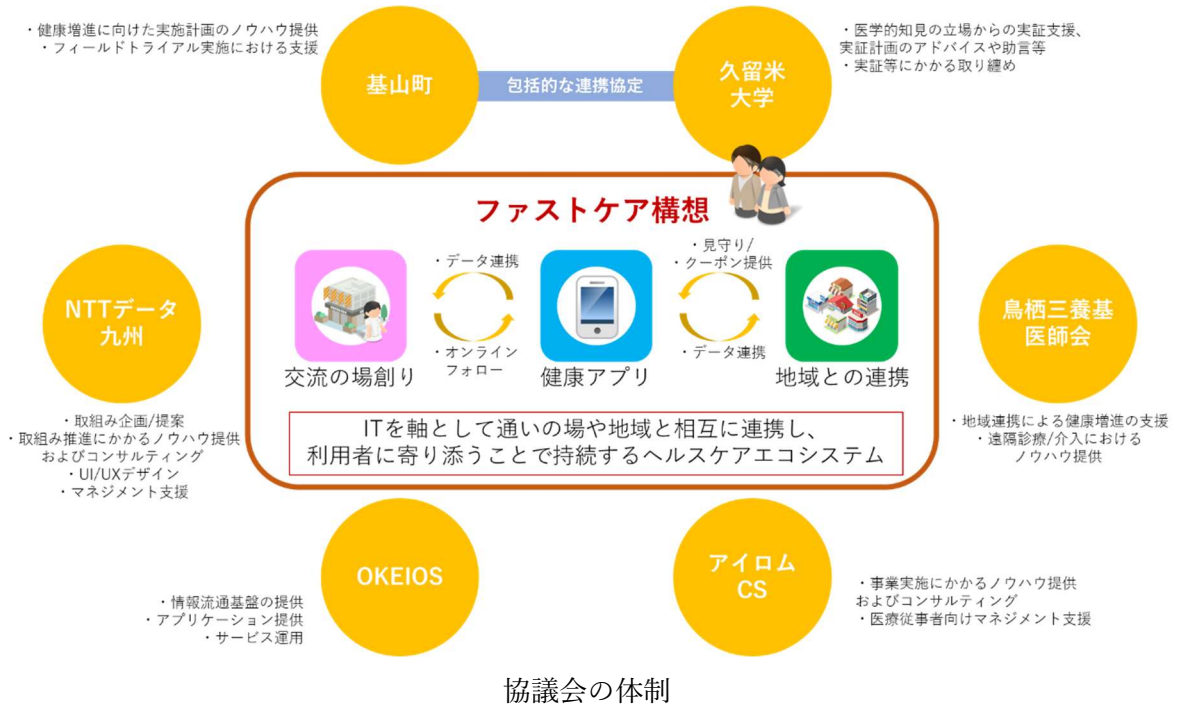 ・健康増進に向けた実施計画のノウハウ提供
・フィールドトライアル実施における支援
基山町
包括的な連携協定
久留米
大学
・医学的知見の立場からの実証支援、
実証計画のアドバイスや助言等
・実証等にかかる取り纏め
ファストケア構想
・データ連携
・オンライン
フォロー
・見守り/
・クーポン提供
・データ連携
交流の場創り
健康アプリ
地域との連携
ITを軸として通いの場や地域と相互に連携し、
利用者に寄り添うことで持続するヘルスケアエコシステム
NTTデータ
九州
・取組み企画/提案
・取組み推進にかかるノウハウ提供
およびコンサルティング
・UI/UXデザイン
・マネジメント支援
鳥栖三養基
医師会
・地域連携による健康増進の支援
・遠隔診療/介入における
ノウハウ提供
OKEIOS
・情報流通基盤の提供
・アプリケーション提供
・サービス運用
アイロム
CS
・事業実施にかかるノウハウ提供
およびコンサルティング
・医療従事者向けマネジメント支援
協議会の体制